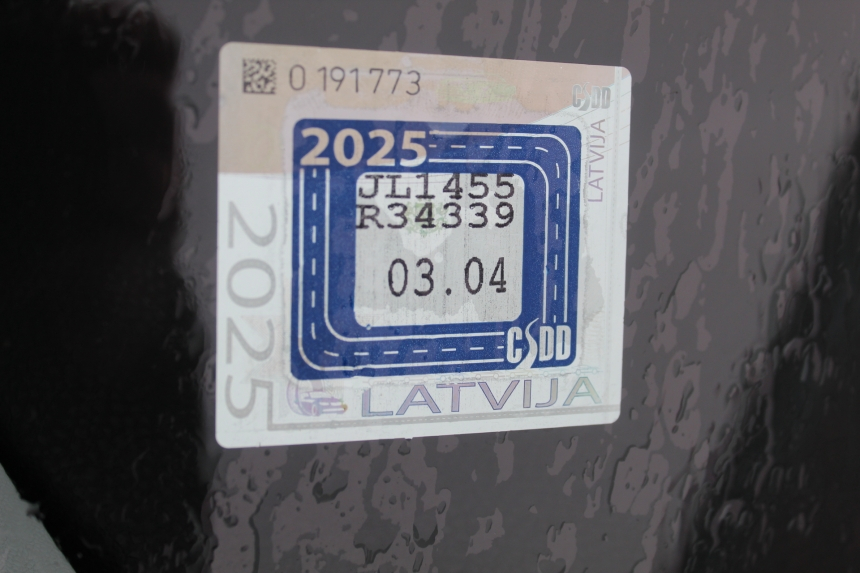 0 191773
CSDD
LATVIJA
2025
JL1455
R34339
03.04
CSDD
2025
LATVIJA